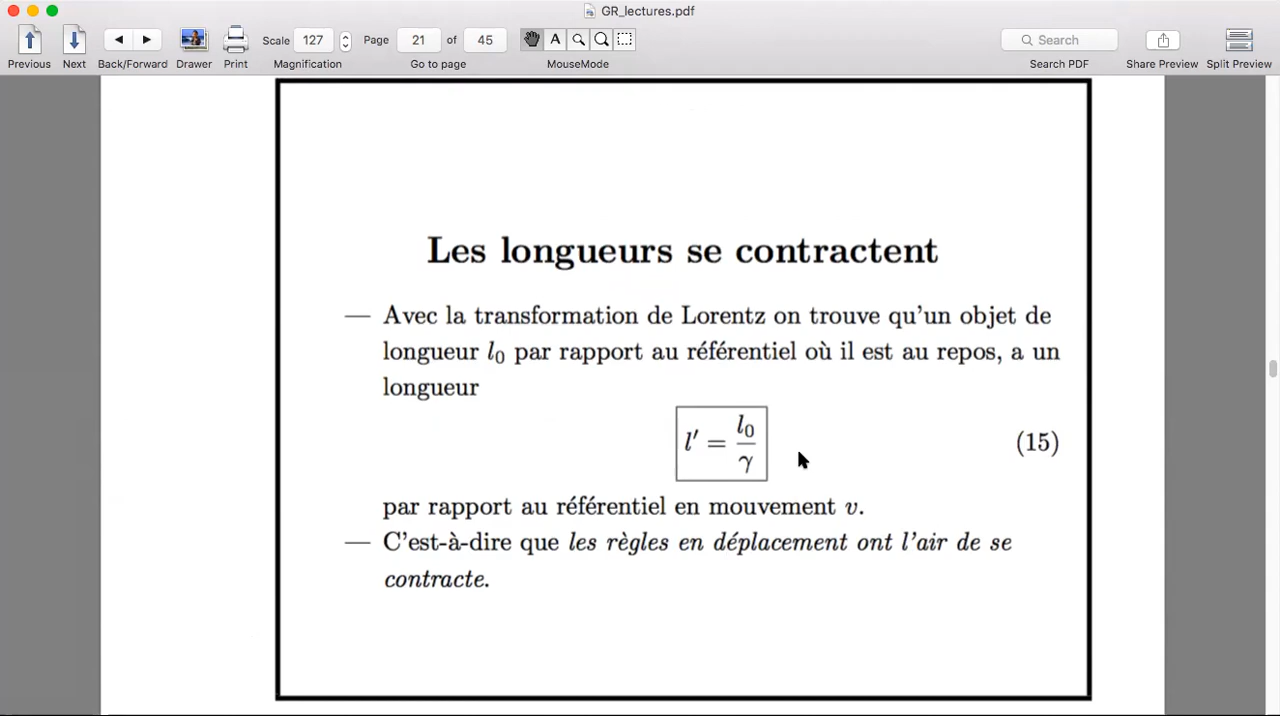 GR_lectures.pdf
Scale 127 Page 21 of 45 A Search
Previous Next Back/Forward Drawer Print Magnification Go to page MouseMode Search PDF Share Preview Split Preview
Les longueurs se contractent
— Avec la transformation de Lorentz on trouve qu'un objet de
longueur l₀ par rapport au référentiel où il est au repos, a un
longueur
l′ = l₀/γ (15)
par rapport au référentiel en mouvement v.
— C'est-à-dire que les règles en déplacement ont l'air de se
contracte.